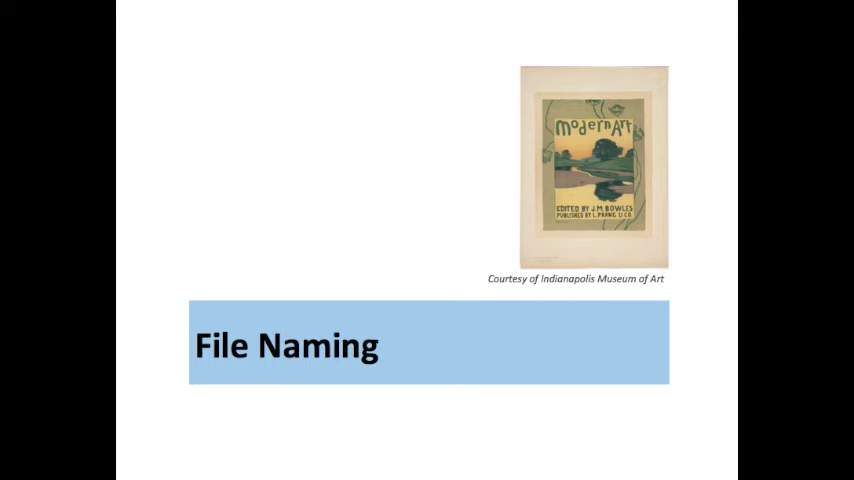 Modern Art
EDITED BY J.M. BOWLES
PUBLISHED BY L. PRANG & CO.
Courtesy of Indianapolis Museum of Art
File Naming